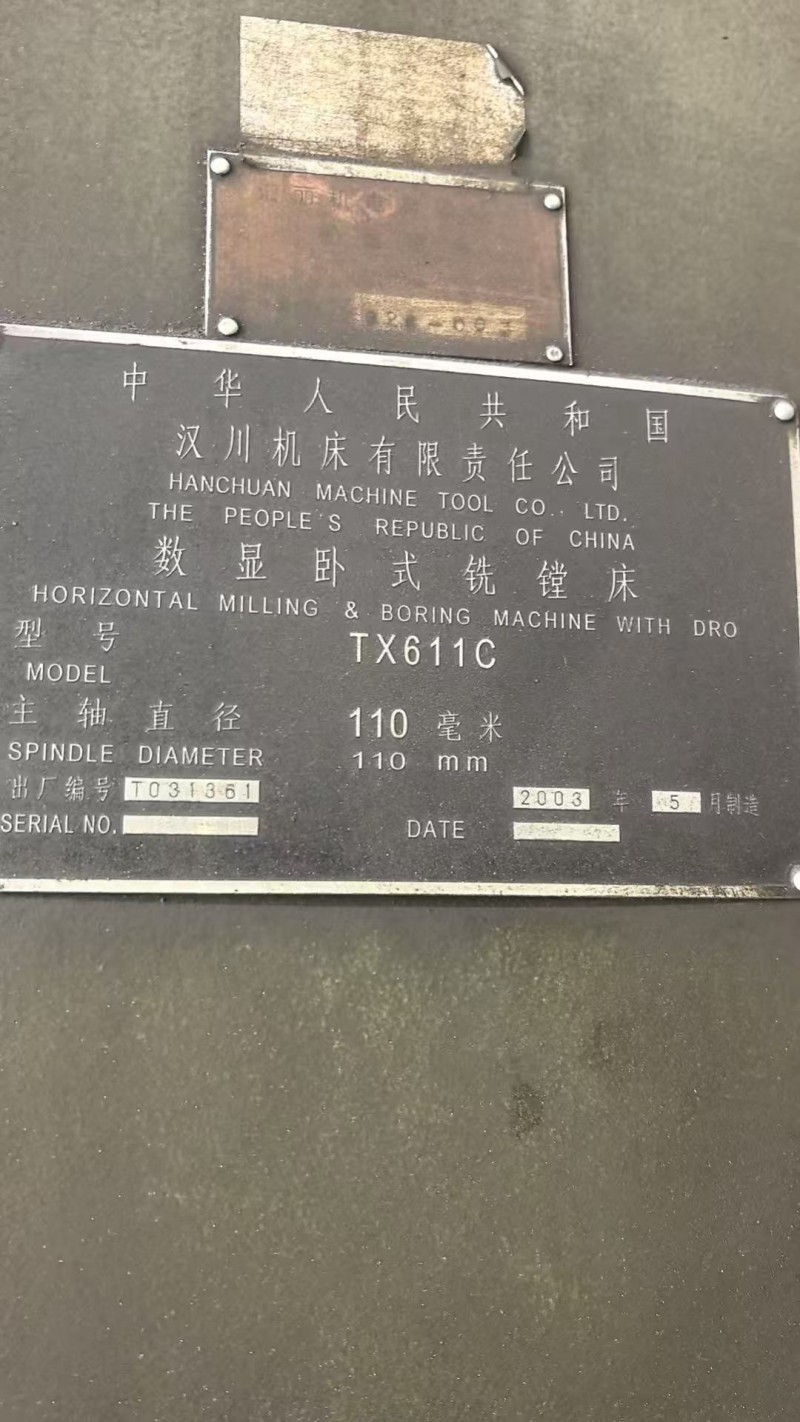 中华人民共和国
汉川机床有限责任公司
HANCHUAN MACHINE TOOL CO., LTD.
THE PEOPLE'S REPUBLIC OF CHINA
数显卧式铣镗床
HORIZONTAL MILLING & BORING MACHINE WITH DRO
型号 TX611C
MODEL
主轴直径 110 毫米
SPINDLE DIAMETER 110 mm
出厂编号 T031361 2003 年 5 月制造
SERIAL NO. DATE